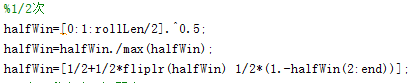 %1/2次
halfWin=[0:1:rollLen/2].^0.5;
halfWin=halfWin./max(halfWin);
halfWin=[1/2+1/2*fliplr(halfWin) 1/2*(1.-halfWin(2:end))];